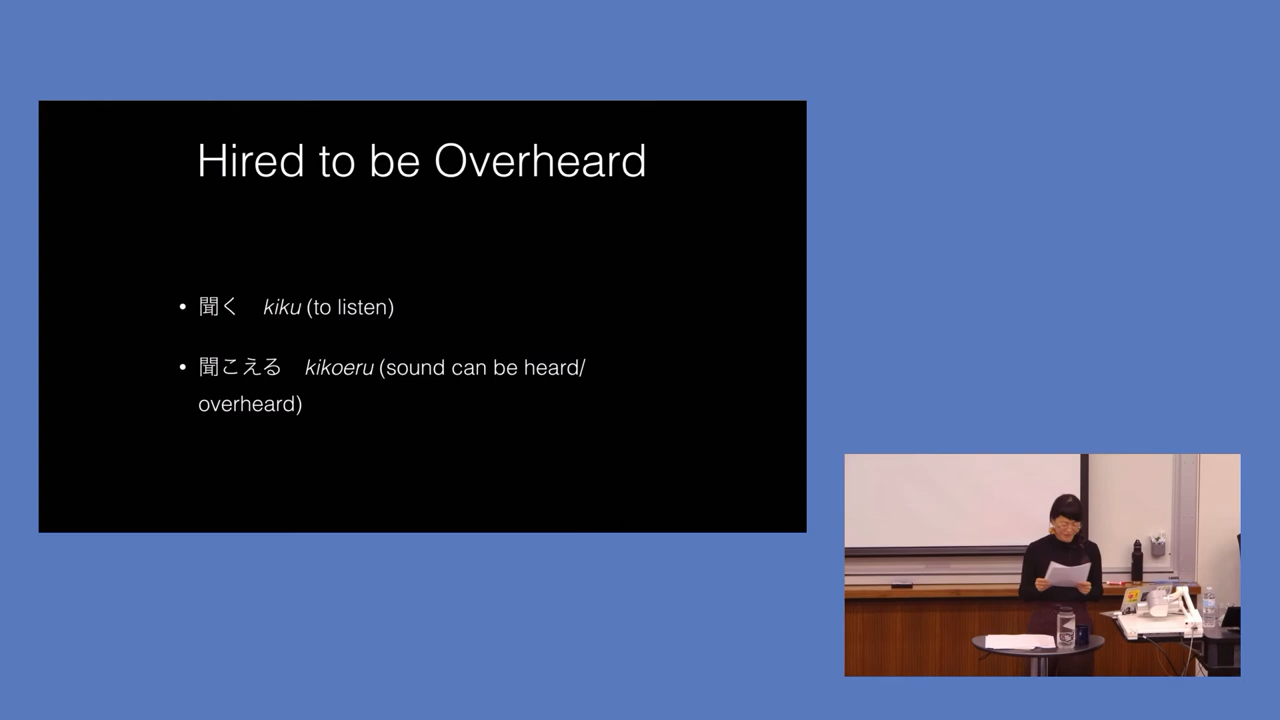 Hired to be Overheard
• 聞く kiku (to listen)
• 聞こえる kikoeru (sound can be heard/
overheard)